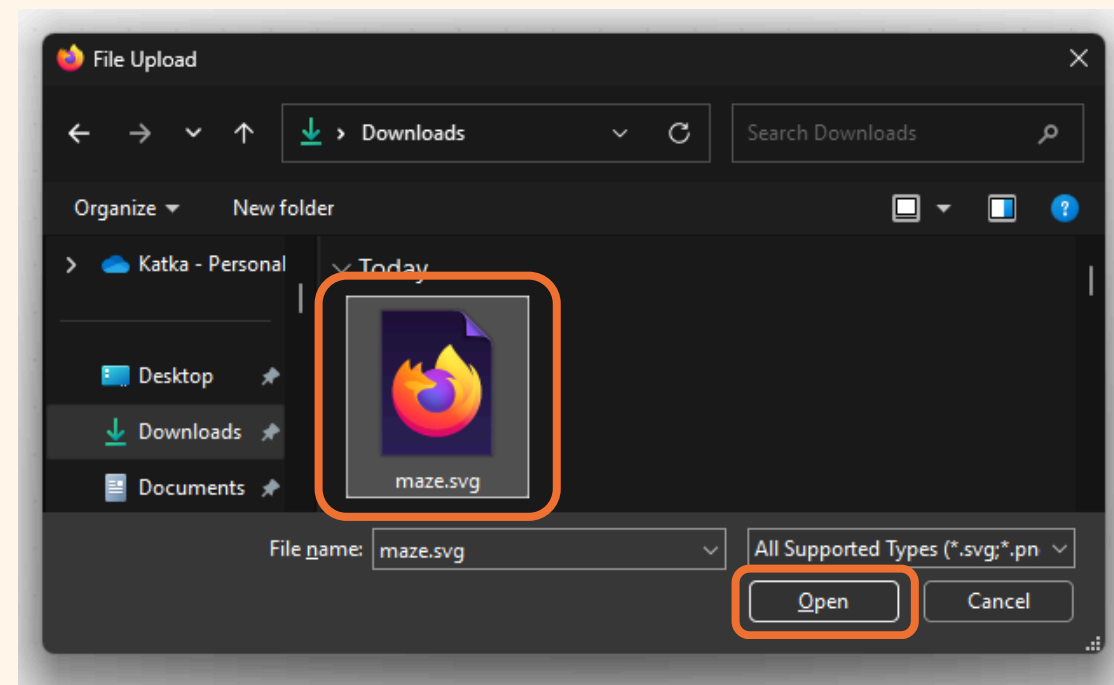 File Upload
Downloads
Search Downloads
Organize
New folder
Katka - Personal
Today
Desktop
Downloads
Documents
maze.svg
File name: maze.svg
All Supported Types (*.svg;*.pn
Open
Cancel